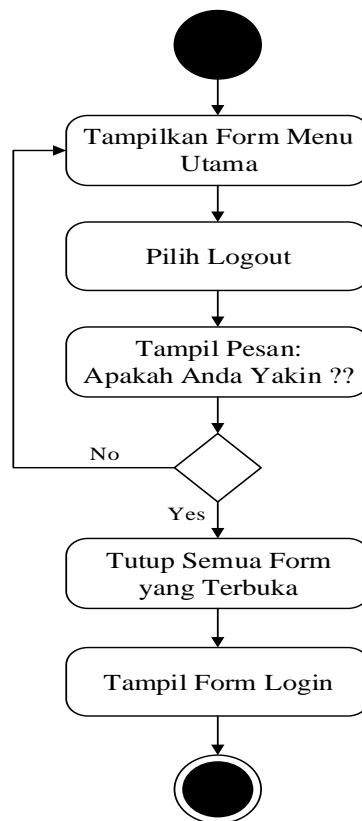 Tampilkan Form Menu
Utama
Pilih Logout
Tampil Pesan:
Apakah Anda Yakin ??
No
Yes
Tutup Semua Form
yang Terbuka
Tampil Form Login